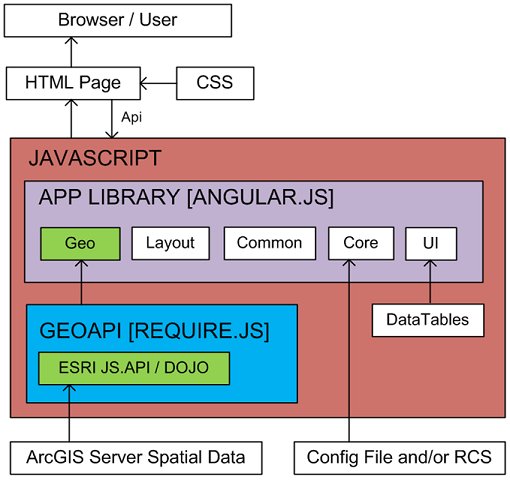 Browser / User
HTML Page
CSS
Api
JAVASCRIPT
APP LIBRARY [ANGULAR.JS]
Geo
Layout
Common
Core
UI
GEOAPI [REQUIRE.JS]
ESRI JS.API / DOJO
DataTables
ArcGIS Server Spatial Data
Config File and/or RCS